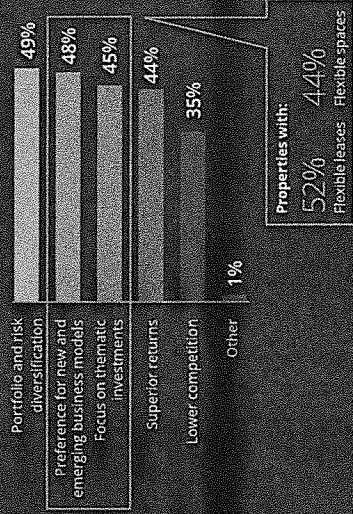 Portfolio and risk
diversification
49%
Preference for new and
emerging business models
48%
Focus on thematic
investments
45%
Superior returns
44%
Lower competition
35%
Other
1%
Properties with:
52%
Flexible leases
44%
Flexible spaces